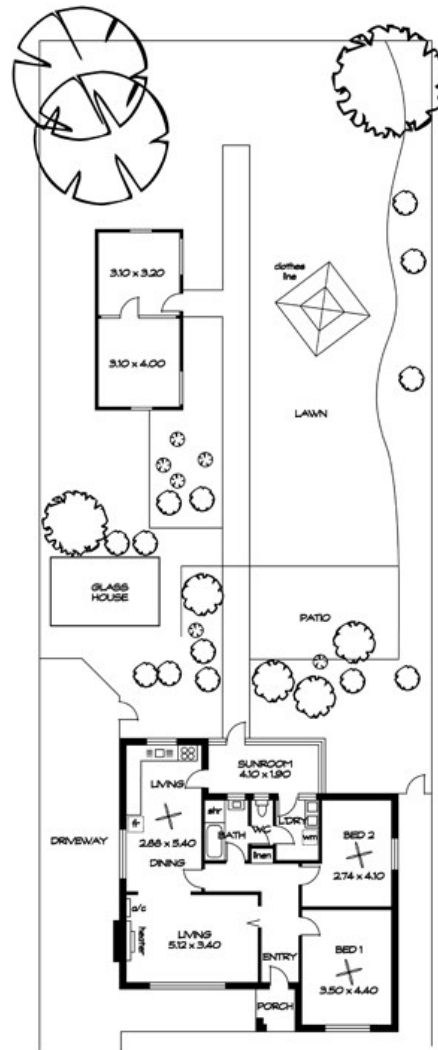 3.10 x 3.20
clothes
line
3.10 x 4.00
LAWN
GLASS
HOUSE
PATIO
SUNROOM
4.10 x 1.90
LIVING
shr
BATH
WC
L'DRY
fr
wm
2.88 x 5.40
linen
DRIVEWAY
DINING
BED 2
2.74 x 4.10
a/c
heater
LIVING
5.12 x 3.40
BED 1
ENTRY
3.50 x 4.40
PORCH